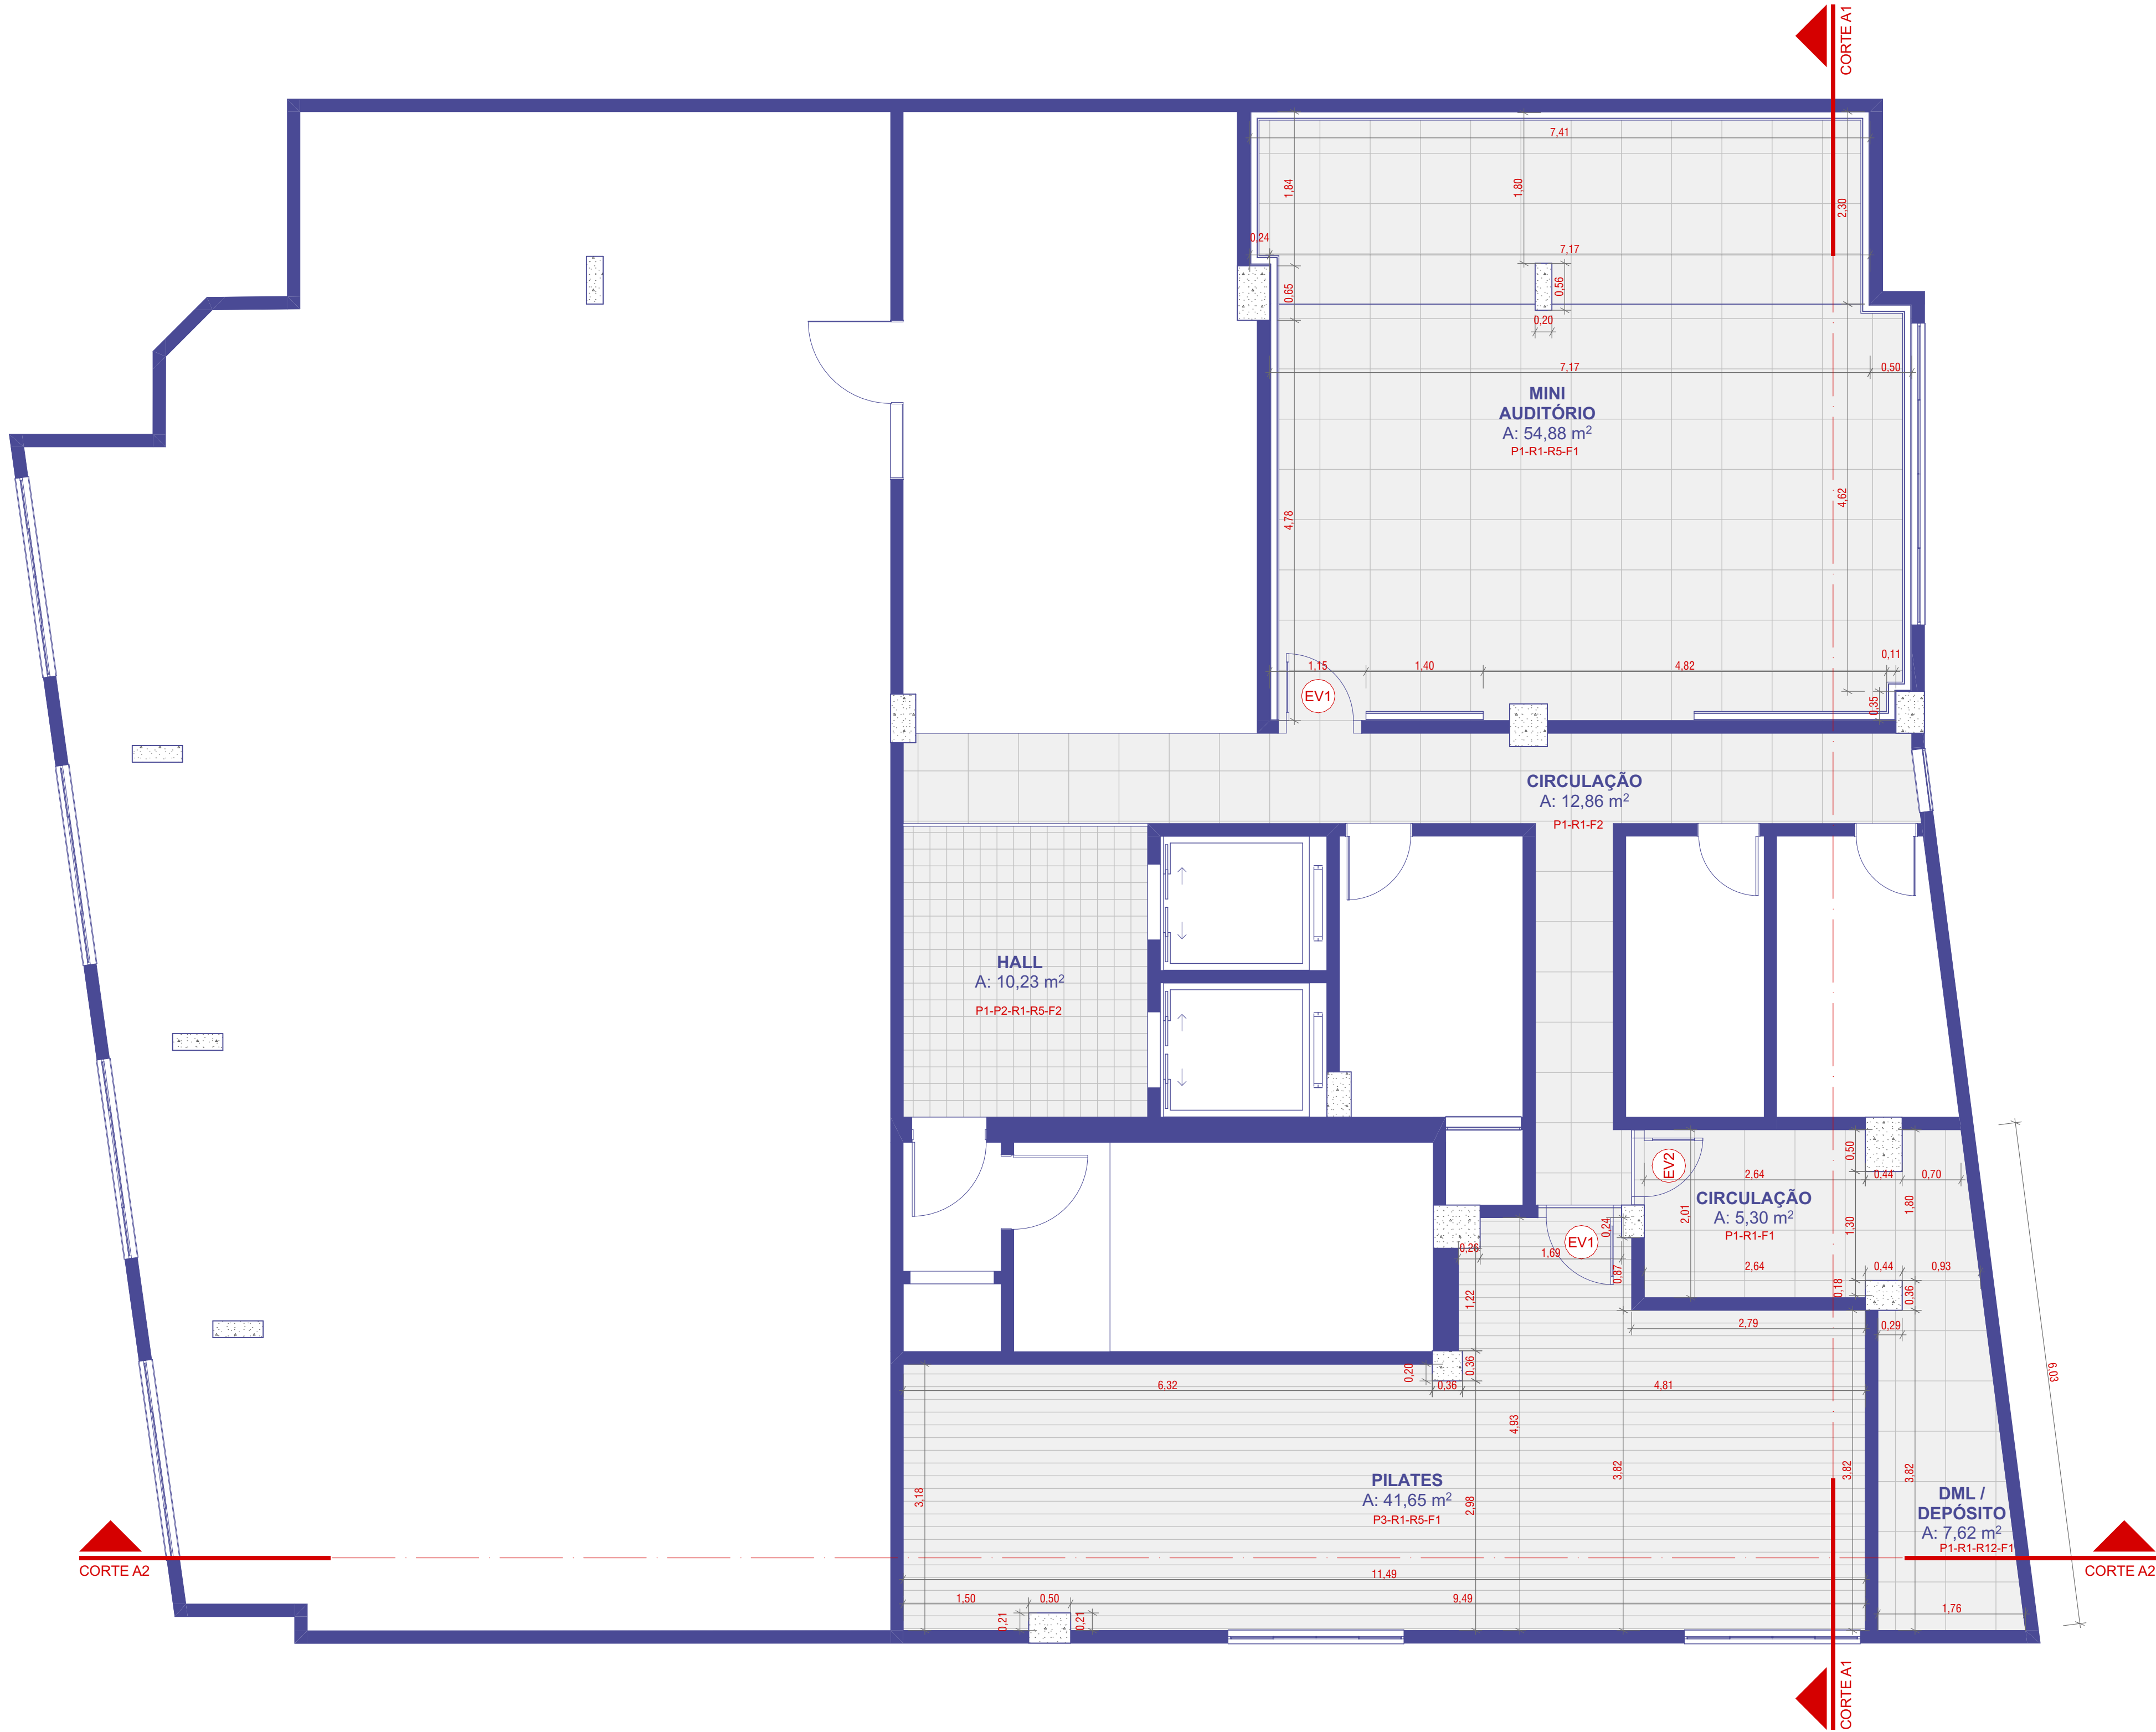 CORTE A1
7,41
1,84
1,80
2,30
0,24
7,17
0,65
0,56
0,20
7,17
0,50
MINI
AUDITÓRIO
A: 54,88 m²
P1-R1-R5-F1
4,78
4,62
1,15
1,40
4,82
0,11
0,35
EV1
CIRCULAÇÃO
A: 12,86 m²
P1-R1-F2
HALL
A: 10,23 m²
P1-P2-R1-R5-F2
EV2
0,50
2,64
0,44
0,70
CIRCULAÇÃO
A: 5,30 m²
P1-R1-F1
2,01
1,30
1,80
0,24
EV1
0,26
1,69
0,87
2,64
0,44
0,93
0,18
0,36
1,22
2,79
0,29
0,20
0,36
0,36
6,32
4,81
6,03
4,93
3,18
PILATES
A: 41,65 m²
P3-R1-R5-F1
2,98
3,82
3,82
3,82
DML /
DEPÓSITO
A: 7,62 m²
P1-R1-R12-F1
CORTE A2
CORTE A2
11,49
1,50
0,50
9,49
0,21
0,21
1,76
CORTE A1